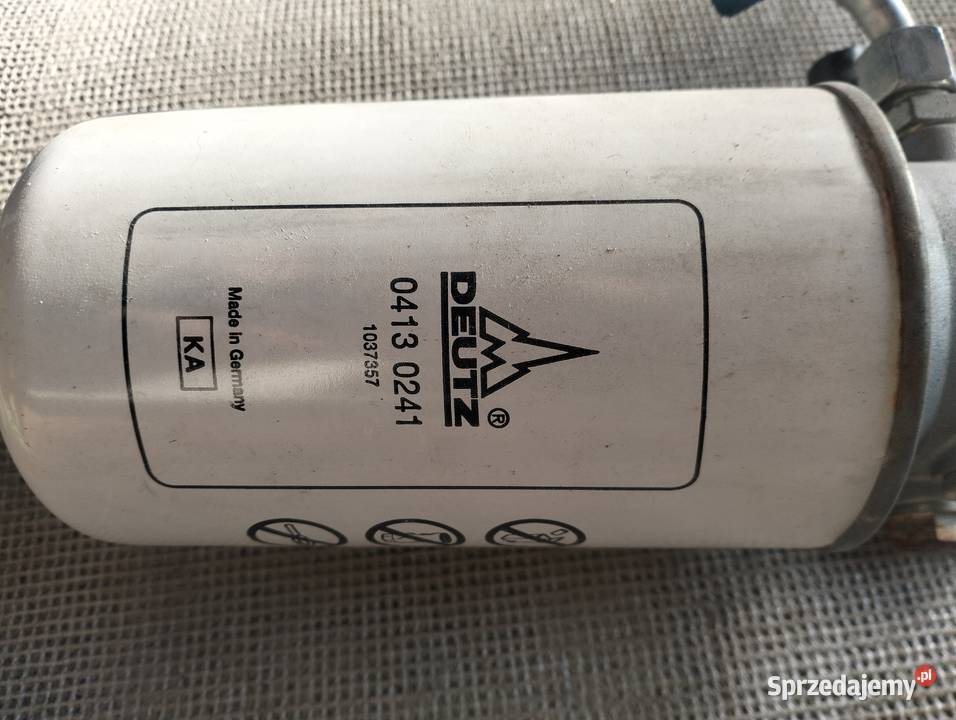 DEUTZ®
0413 0241
1037357
Made in Germany
KA
Sprzedajemy.pl